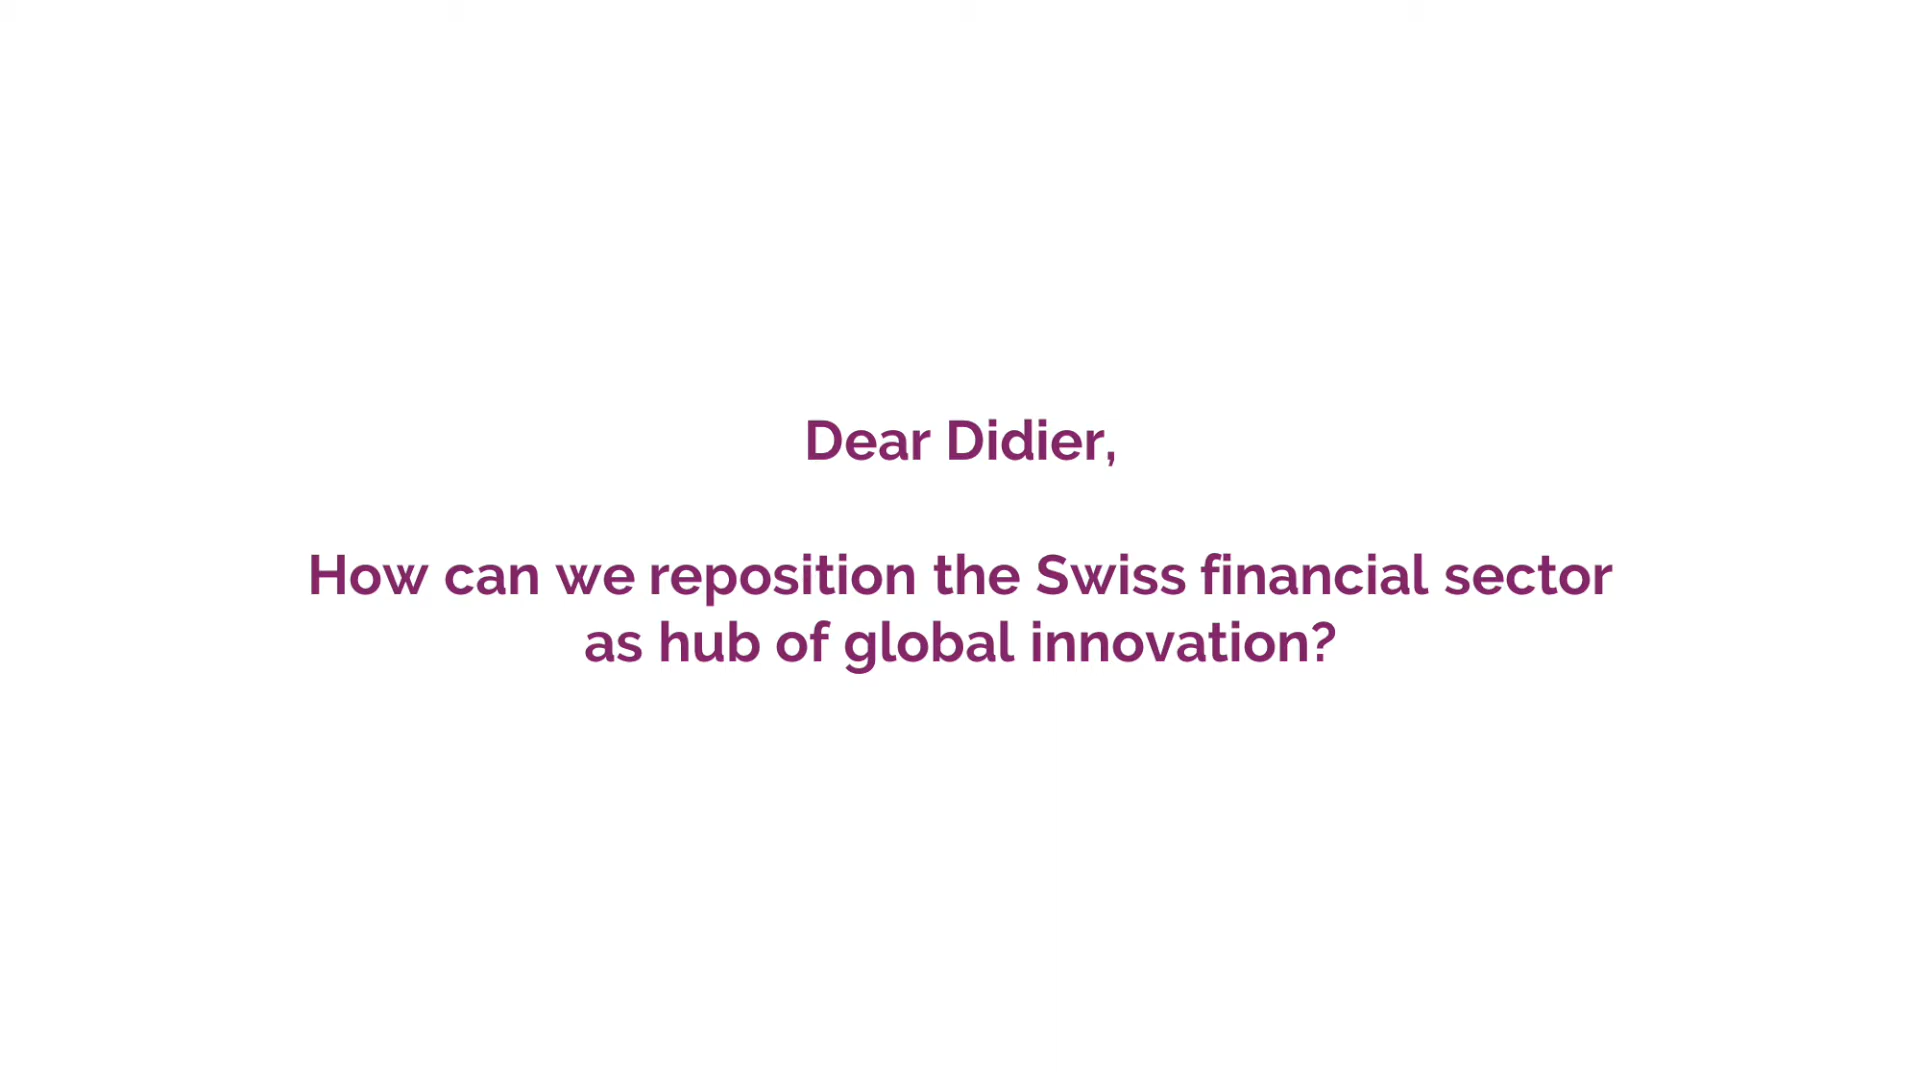 Dear Didier,
How can we reposition the Swiss financial sector
as hub of global innovation?